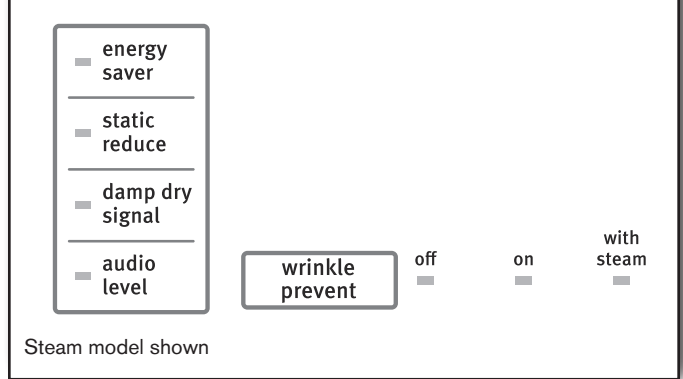 energy
saver
static
reduce
damp dry
signal
audio
level
wrinkle
prevent
off
on
with
steam
Steam model shown